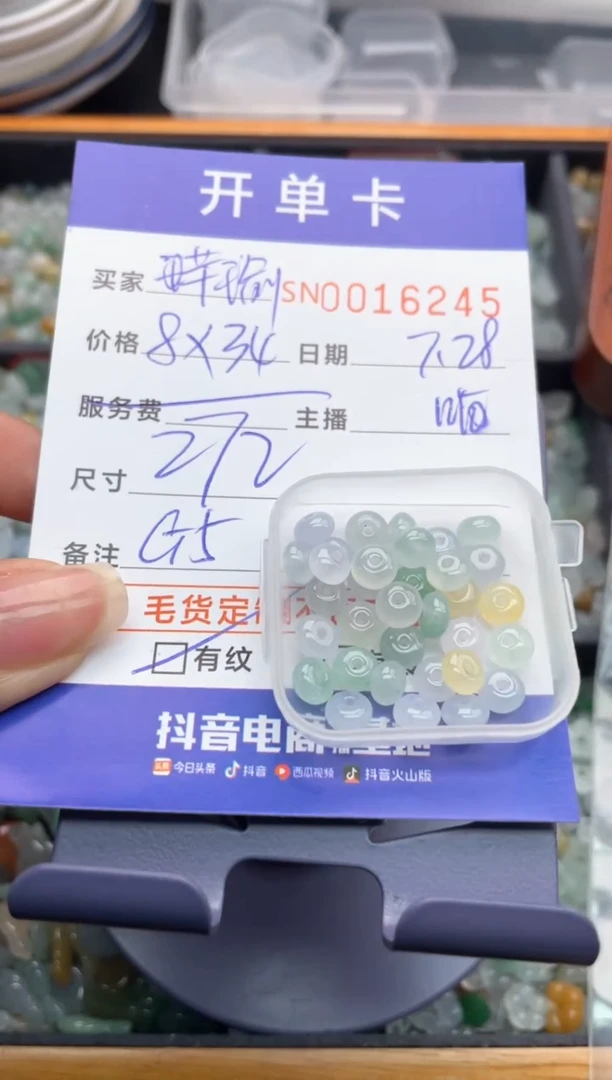 开单卡
买家 SN0016245
价格 8X34 日期 7.28
服务费 主播
尺寸 272
备注 G5
毛货定
有纹
抖音电商
今日头条 抖音 西瓜视频 抖音火山版